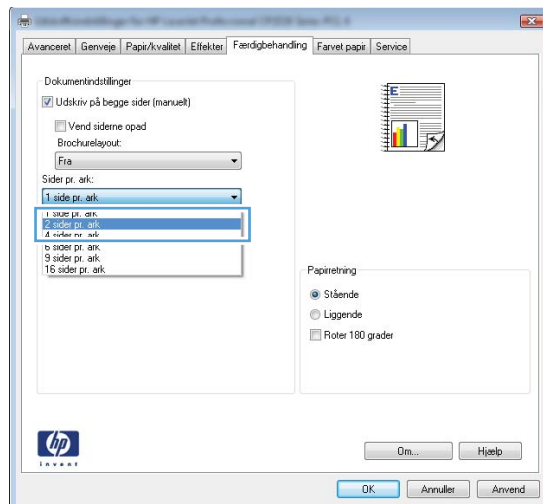 Avanceret Genveje Papir/kvalitet Effekter Færdigbehandling Farvet papir Service
Dokumentindstillinger
Udskriv på begge sider (manuelt)
Vend siderne opad
Brochurelayout:
Fra
Sider pr. ark:
1 side pr. ark
1 side pr. ark
2 sider pr. ark
4 sider pr. ark
6 sider pr. ark
9 sider pr. ark
16 sider pr. ark
E
Papirretning
Stående
Liggende
Roter 180 grader
hp
invent
Om... Hjælp
OK Annuller Anvend